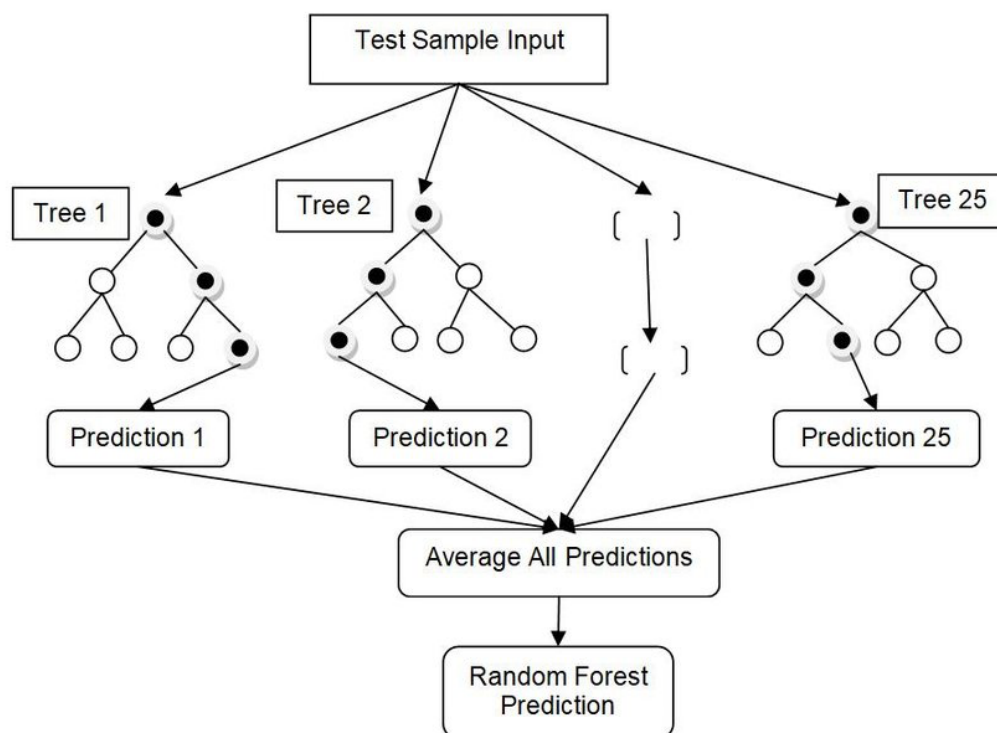 Test Sample Input
Tree 1
Tree 2
Tree 25
Prediction 1
Prediction 2
Prediction 25
Average All Predictions
Random Forest
Prediction